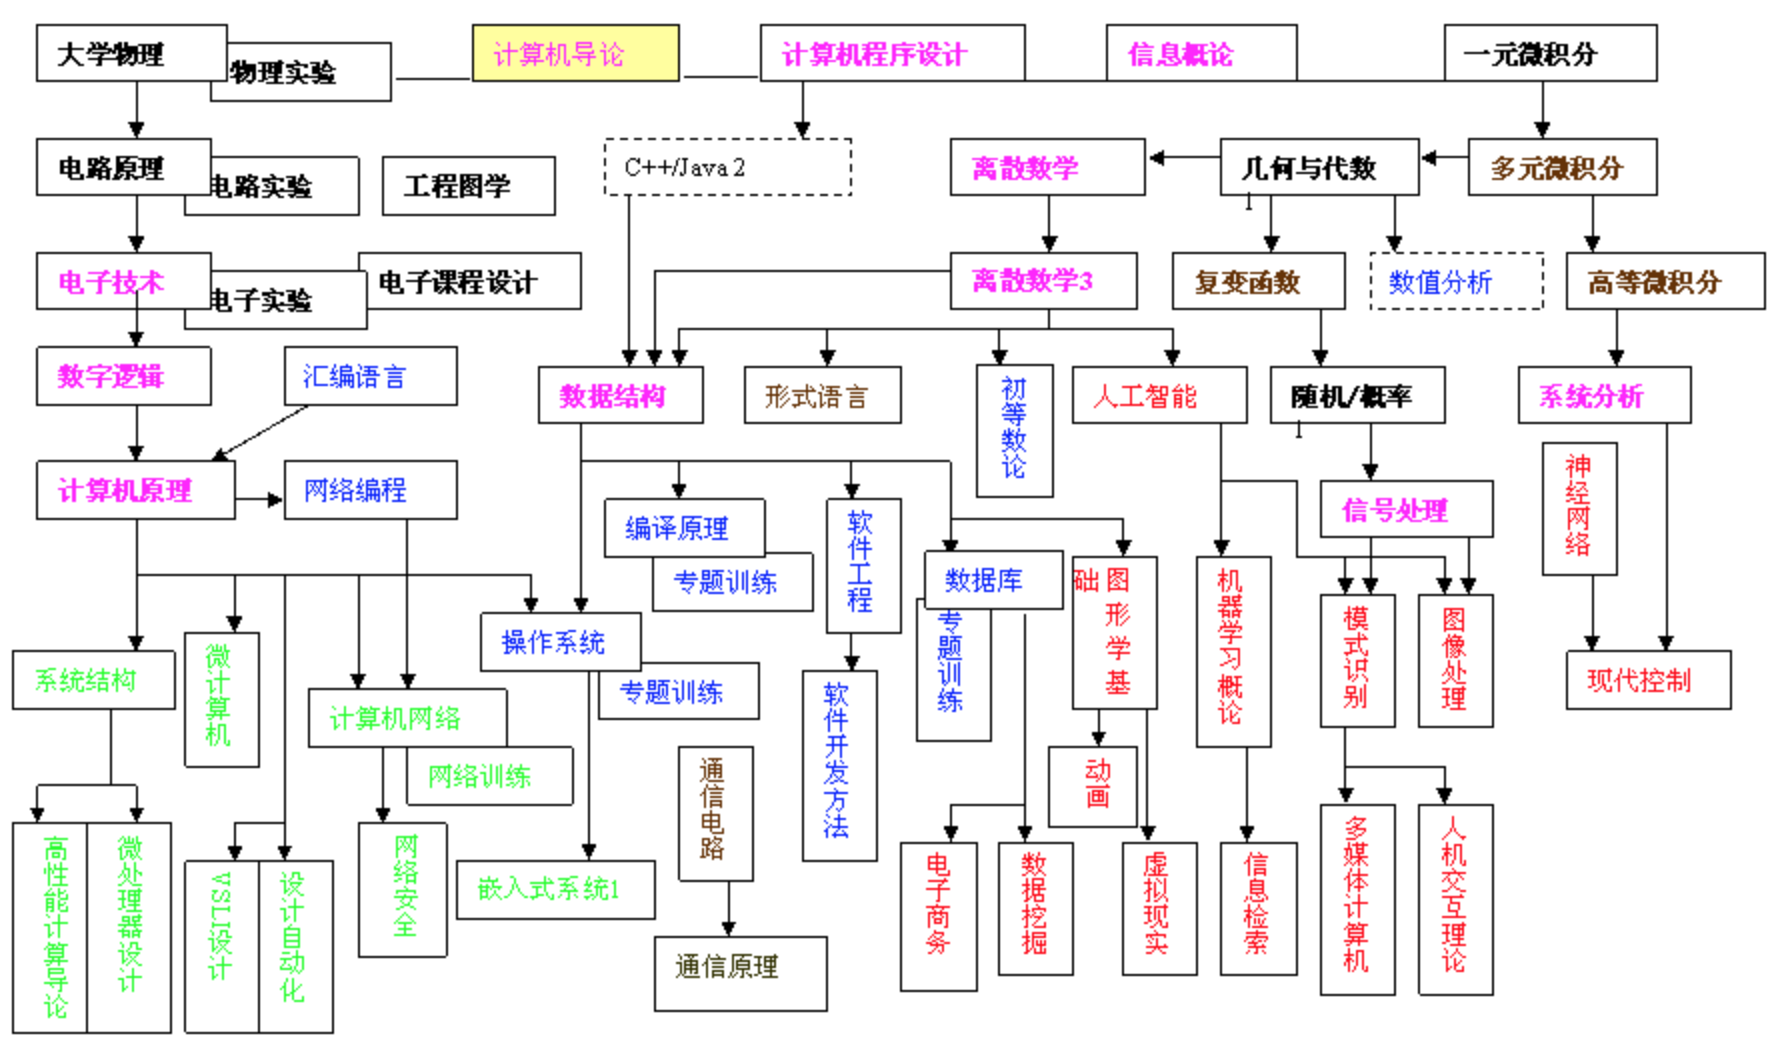 大学物理
物理实验
计算机导论
计算机程序设计
信息概论
一元微积分
电路原理
电路实验
工程图学
C++/Java 2
离散数学
几何与代数
1
多元微积分
电子技术
电子实验
电子课程设计
离散数学3
复变函数
数值分析
高等微积分
数字逻辑
汇编语言
数据结构
形式语言
初等数论
人工智能
随机/概率
1
系统分析
计算机原理
网络编程
编译原理
专题训练
软件工程
数据库
专题训练
图形学基础
机器学习概论
信号处理
神经网络
模式识别
图像处理
现代控制
系统结构
微计算机
操作系统
专题训练
计算机网络
网络训练
软件开发方法
通信电路
动画
高性能计算导论
微处理器设计
VSLI设计
设计自动化
网络安全
嵌入式系统1
通信原理
电子商务
数据挖掘
虚拟现实
信息检索
多媒体计算机
人机交互理论